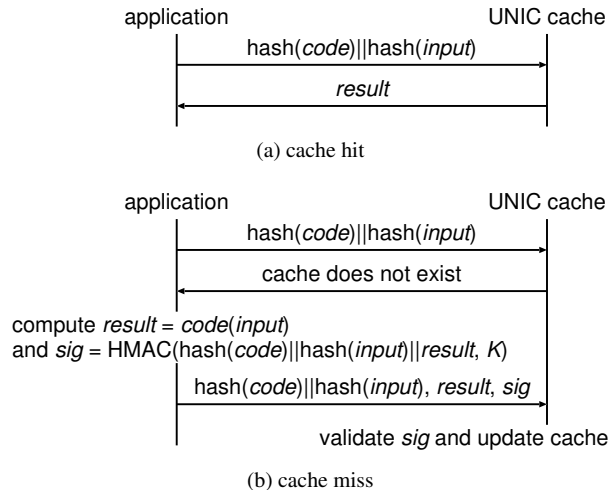 application UNIC cache
hash(code)||hash(input)
result
(a) cache hit
application UNIC cache
hash(code)||hash(input)
cache does not exist
compute result = code(input)
and sig = HMAC(hash(code)||hash(input)||result, K)
hash(code)||hash(input), result, sig
validate sig and update cache
(b) cache miss